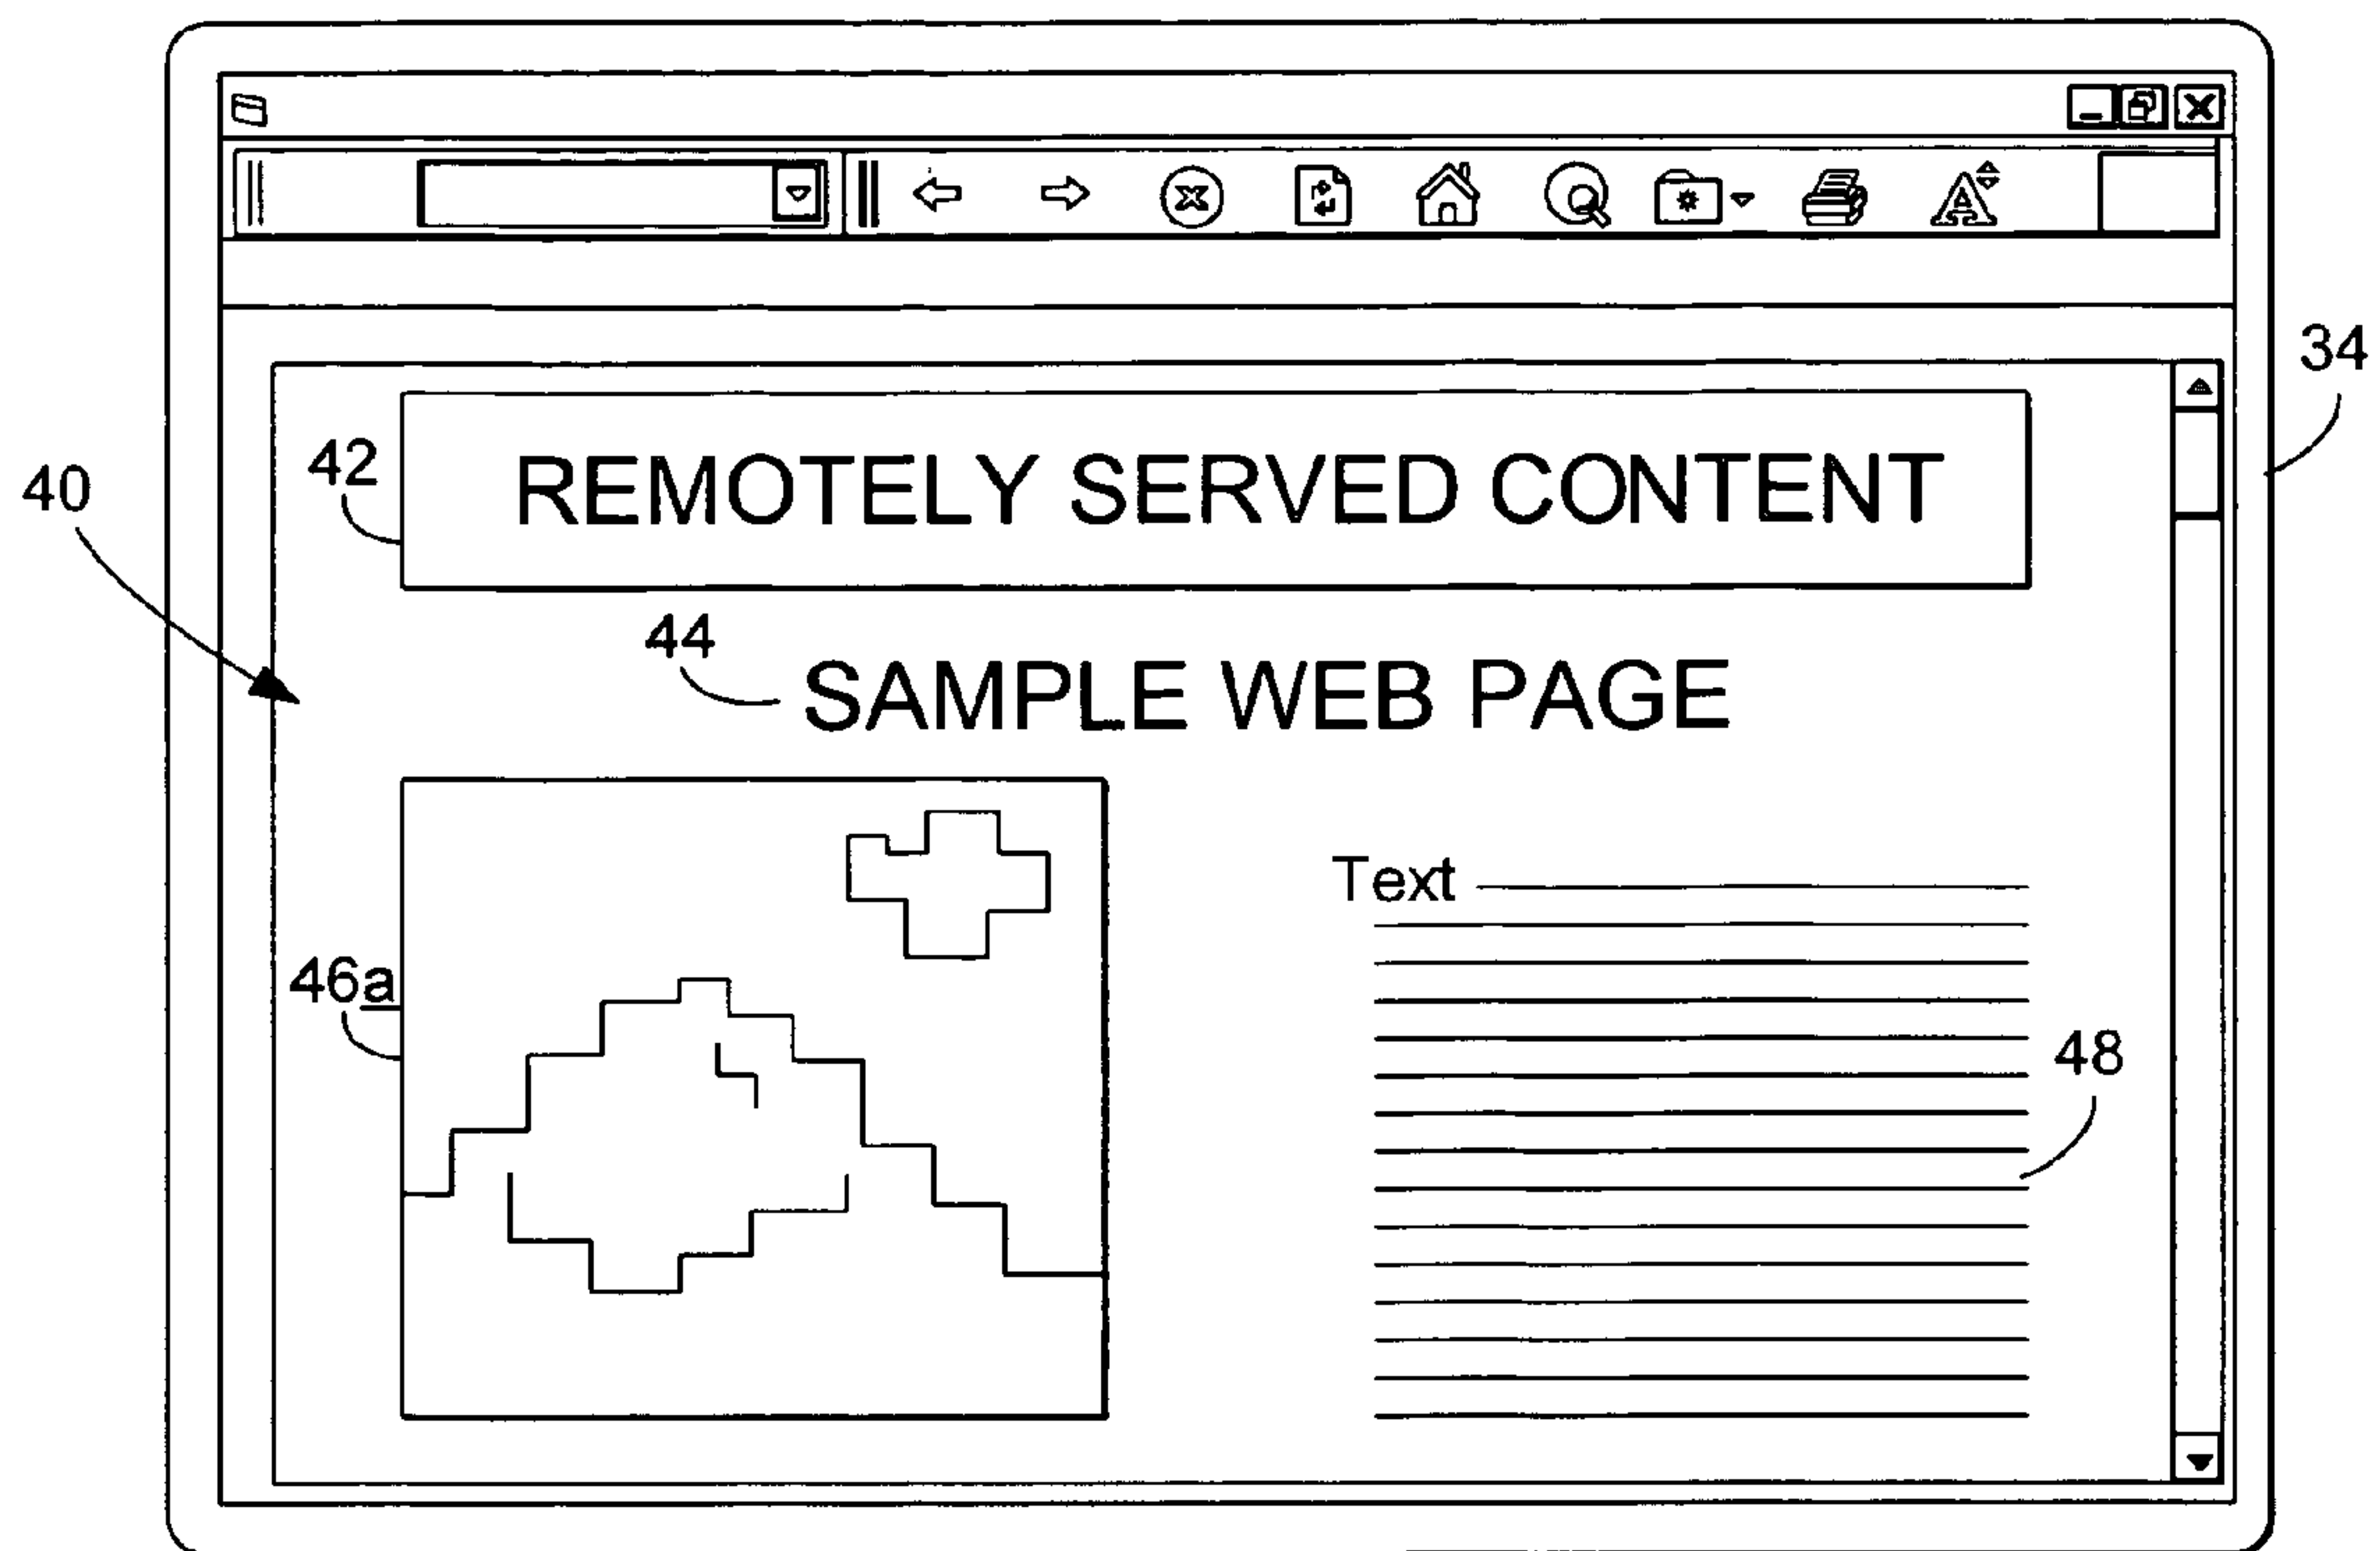 34
42
REMOTELY SERVED CONTENT
40
44
SAMPLE WEB PAGE
Text
46a
48